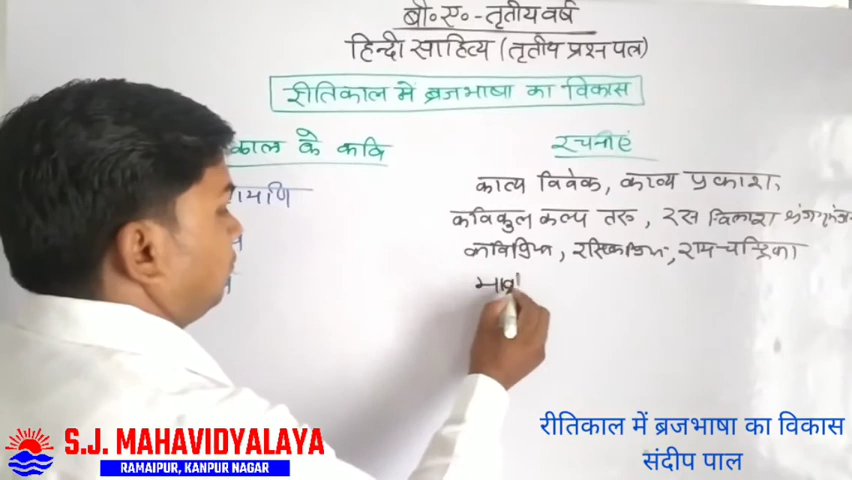 बी०ए०-तृतीय वर्ष
हिन्दी साहित्य (तृतीय प्रश्न पत्र)
रीतिकाल में ब्रजभाषा का विकास
काल के कवि
रचनाएं
काव्य विवेक, काव्य प्रकाश,
कविकुल कल्प तरु, रस विलास
कविप्रिया, रसिकप्रिया, रामचन्द्रिका
भाव
रीतिकाल में ब्रजभाषा का विकास
संदीप पाल
S.J. MAHAVIDYALAYA
RAMAIPUR, KANPUR NAGAR